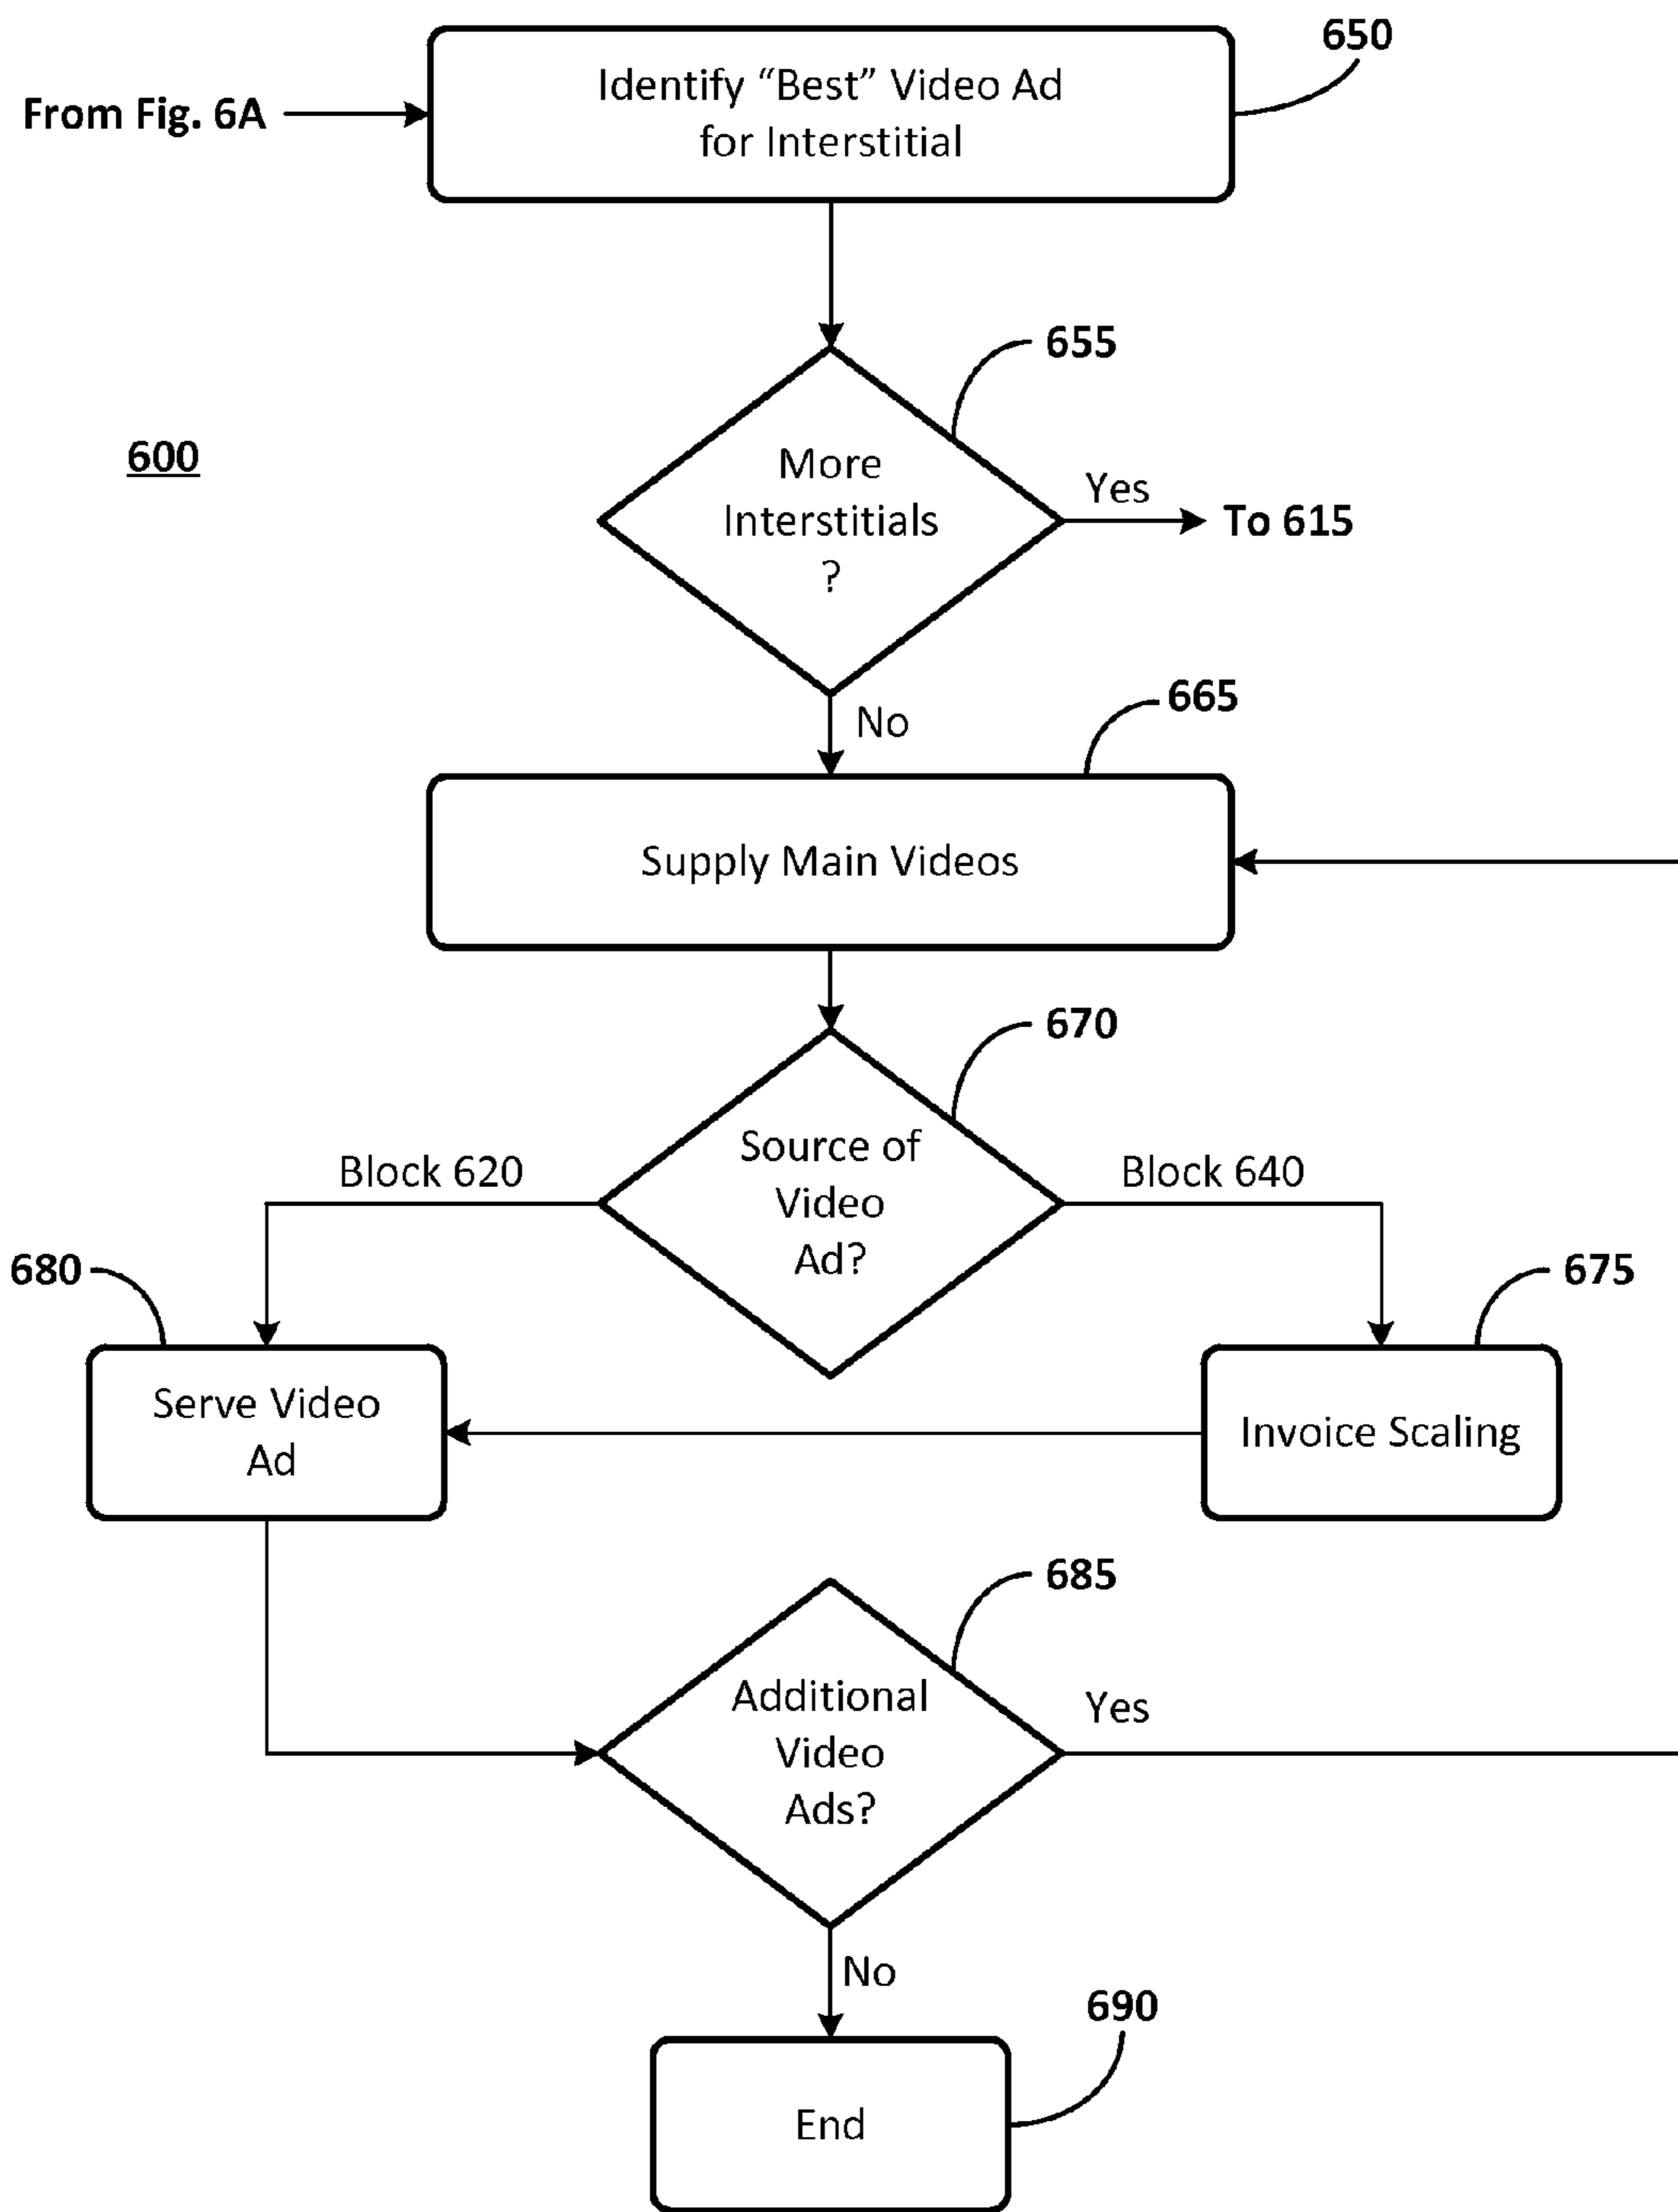 650
Identify “Best” Video Ad
for Interstitial
From Fig. 6A
655
600
More
Interstitials
?
Yes
To 615
No
665
Supply Main Videos
670
Source of
Video
Ad?
Block 620
Block 640
680
675
Serve Video
Ad
Invoice Scaling
685
Additional
Video
Ads?
Yes
No
690
End